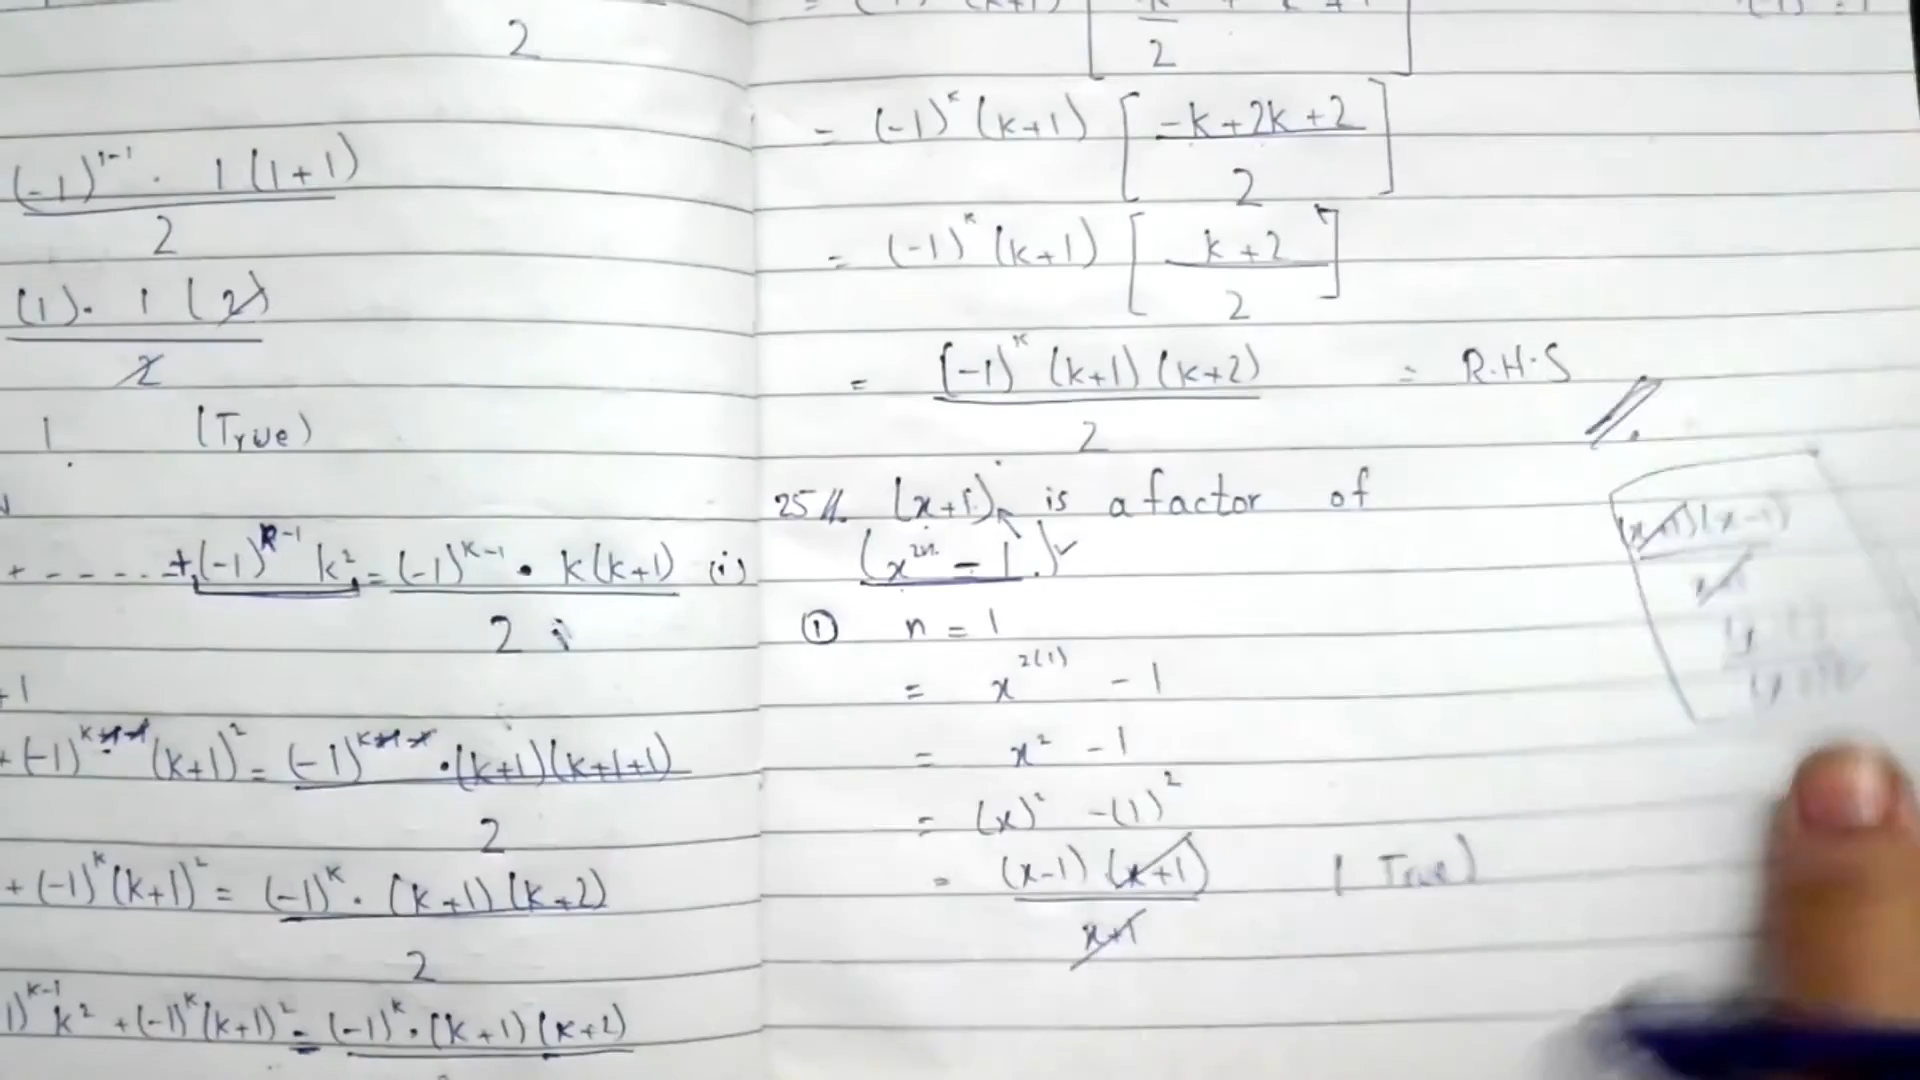 2
(-1)^{1-1} . 1(1+1)
2
(1). 1 (2)
2
1. (True)
+ - - - - + (-1)^{k-1} k² = (-1)^{k-1} . k(k+1) (i)
2
+1
+ (-1)^{k+1-1} (k+1)² = (-1)^{k+1-1} .(k+1)(k+1+1)
2
+ (-1)^k (k+1)² = (-1)^k . (k+1)(k+2)
2
1)^{k-1} k² + (-1)^k (k+1)² = (-1)^k . (k+1)(k+2)
2
= (-1)^k (k+1) [ -k+2k+2
2 ]
= (-1)^k (k+1) [ k+2
2 ]
= (-1)^k (k+1) (k+2) = R.H.S
2
25 (x+1) is a factor of
(x^{2n} - 1)
① n = 1
= x^{2(1)} - 1
= x² - 1
= (x)² - (1)²
= (x-1) (x+1) (True)
x+1
(x+1)(x-1)
x+1